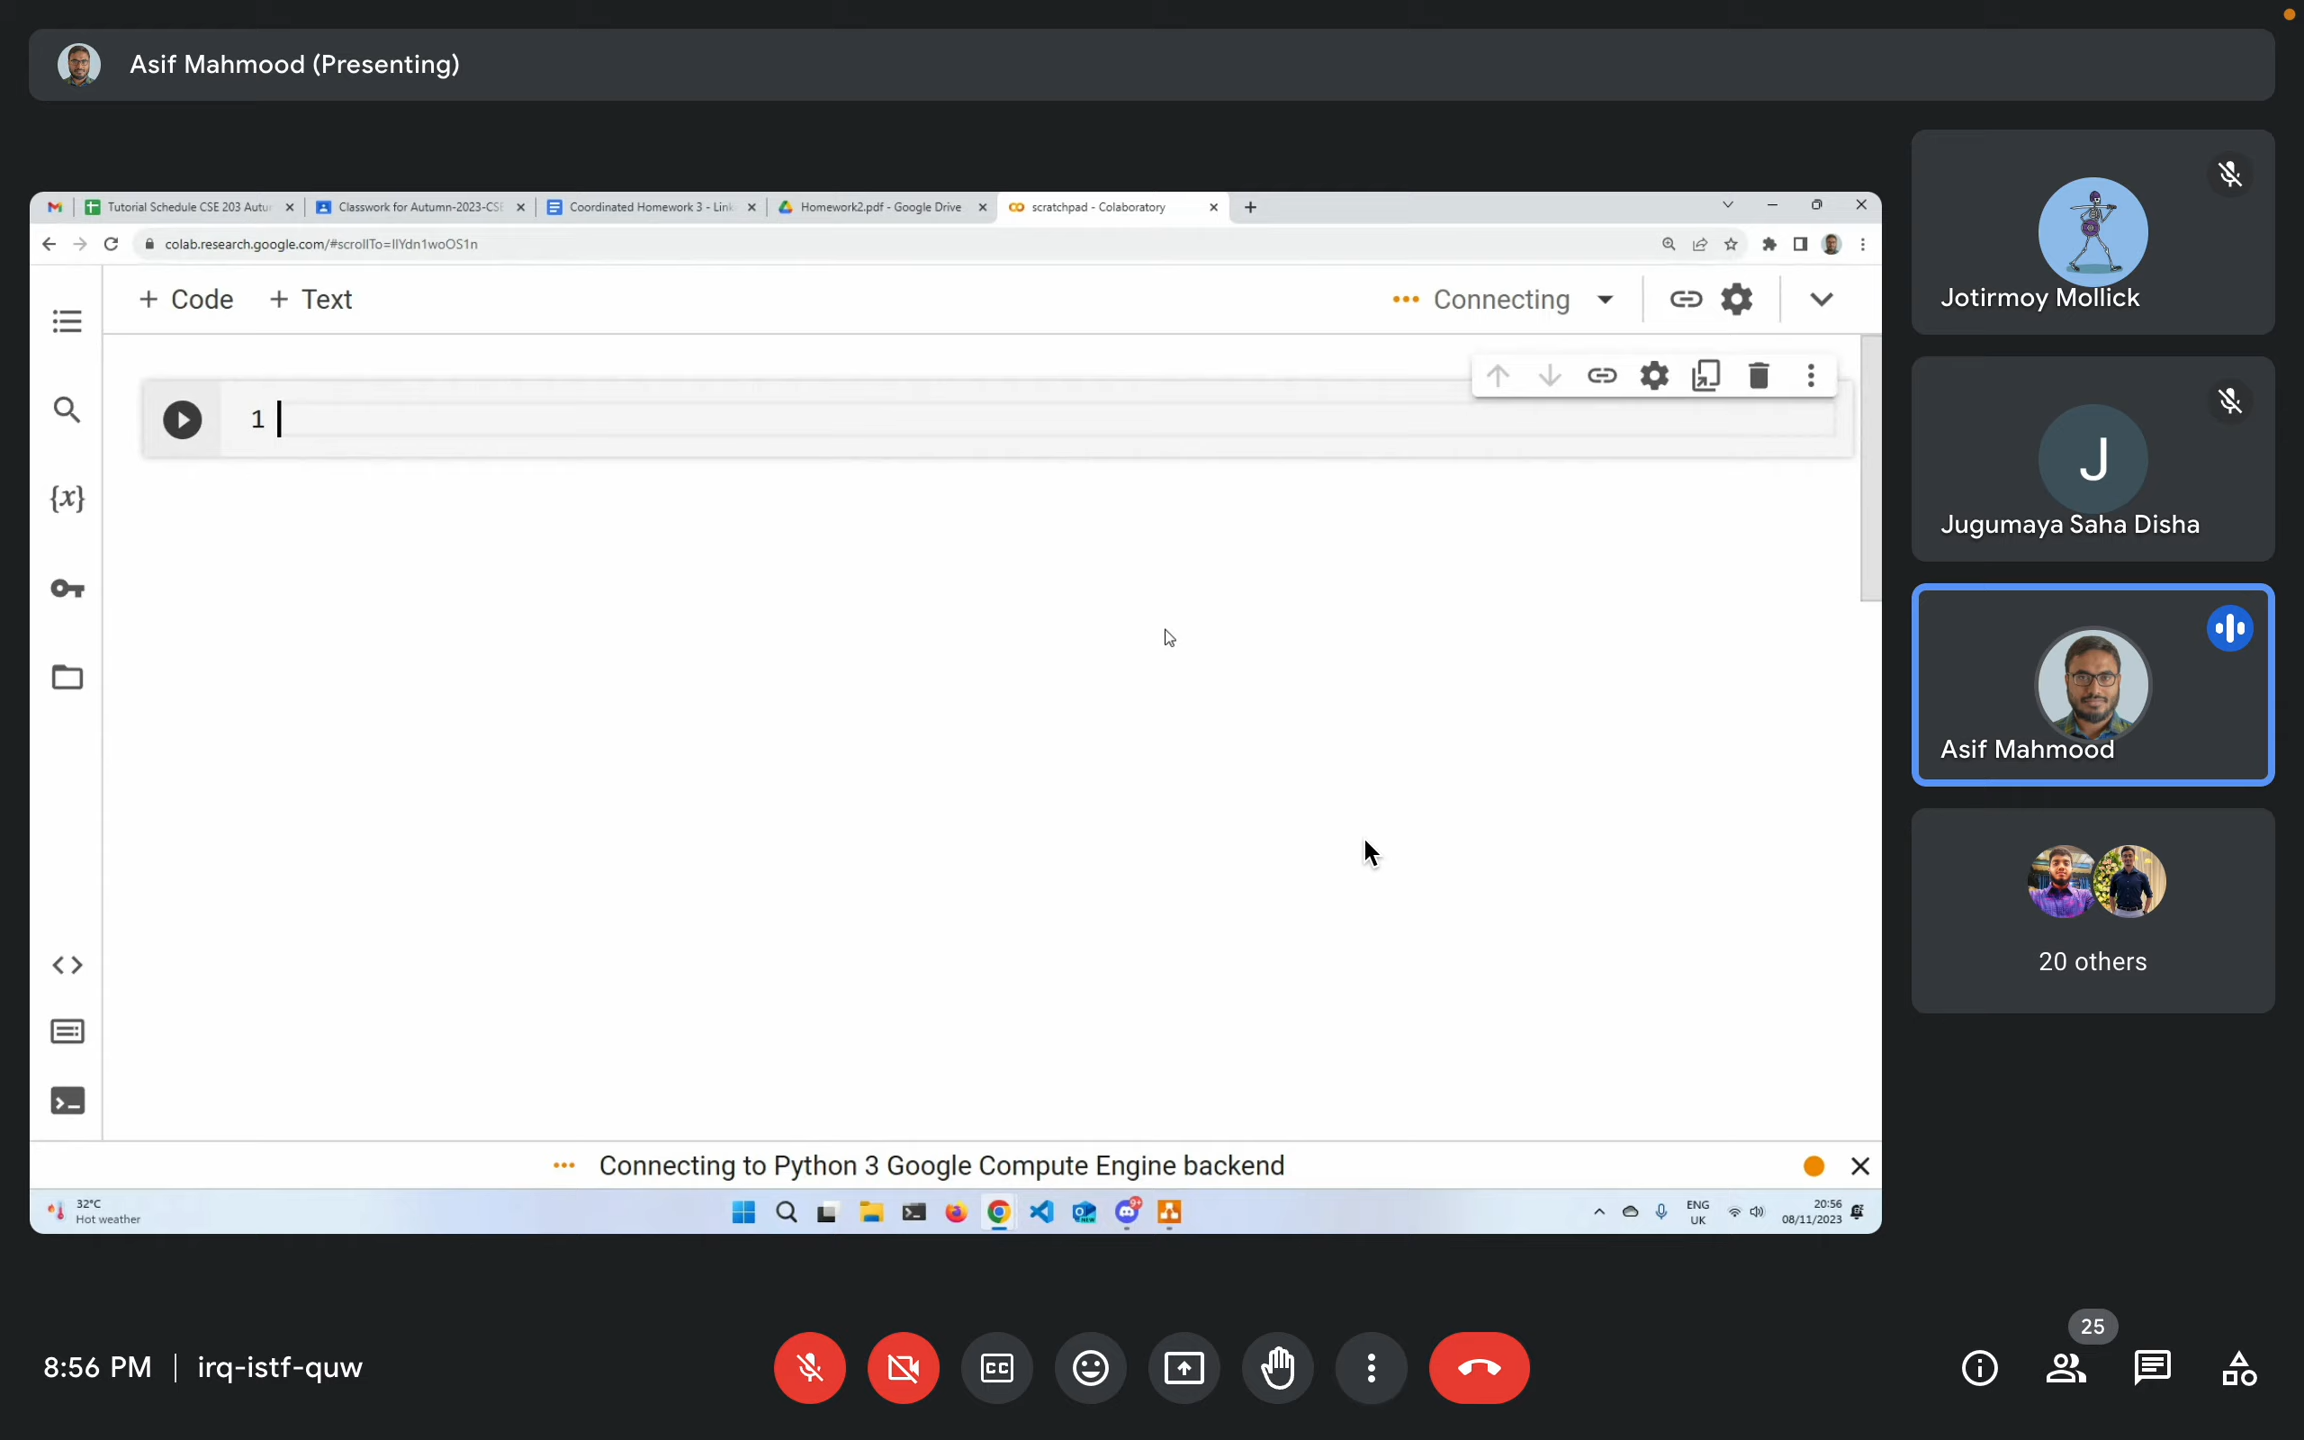 Asif Mahmood (Presenting)
Tutorial Schedule CSE 203 Autu
Classwork for Autumn-2023-CSE
Coordinated Homework 3 - Link
Homework2.pdf - Google Drive
scratchpad - Colaboratory
colab.research.google.com/#scrollTo=lIYdn1woOS1n
+ Code + Text
Connecting
1
{x}
Connecting to Python 3 Google Compute Engine backend
32°C
Hot weather
ENG
UK
20:56
08/11/2023
Jotirmoy Mollick
J
Jugumaya Saha Disha
Asif Mahmood
20 others
8:56 PM | irq-istf-quw
CC
25